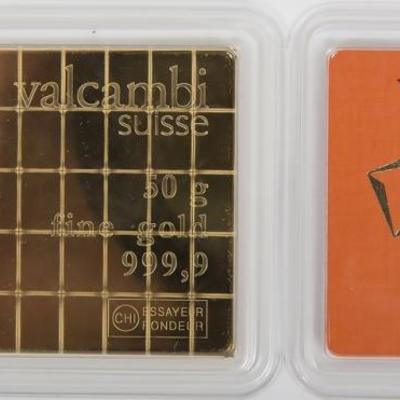 valcambi
suisse
50 g
fine gold
999,9
CHI ESSAYEUR
FONDEUR